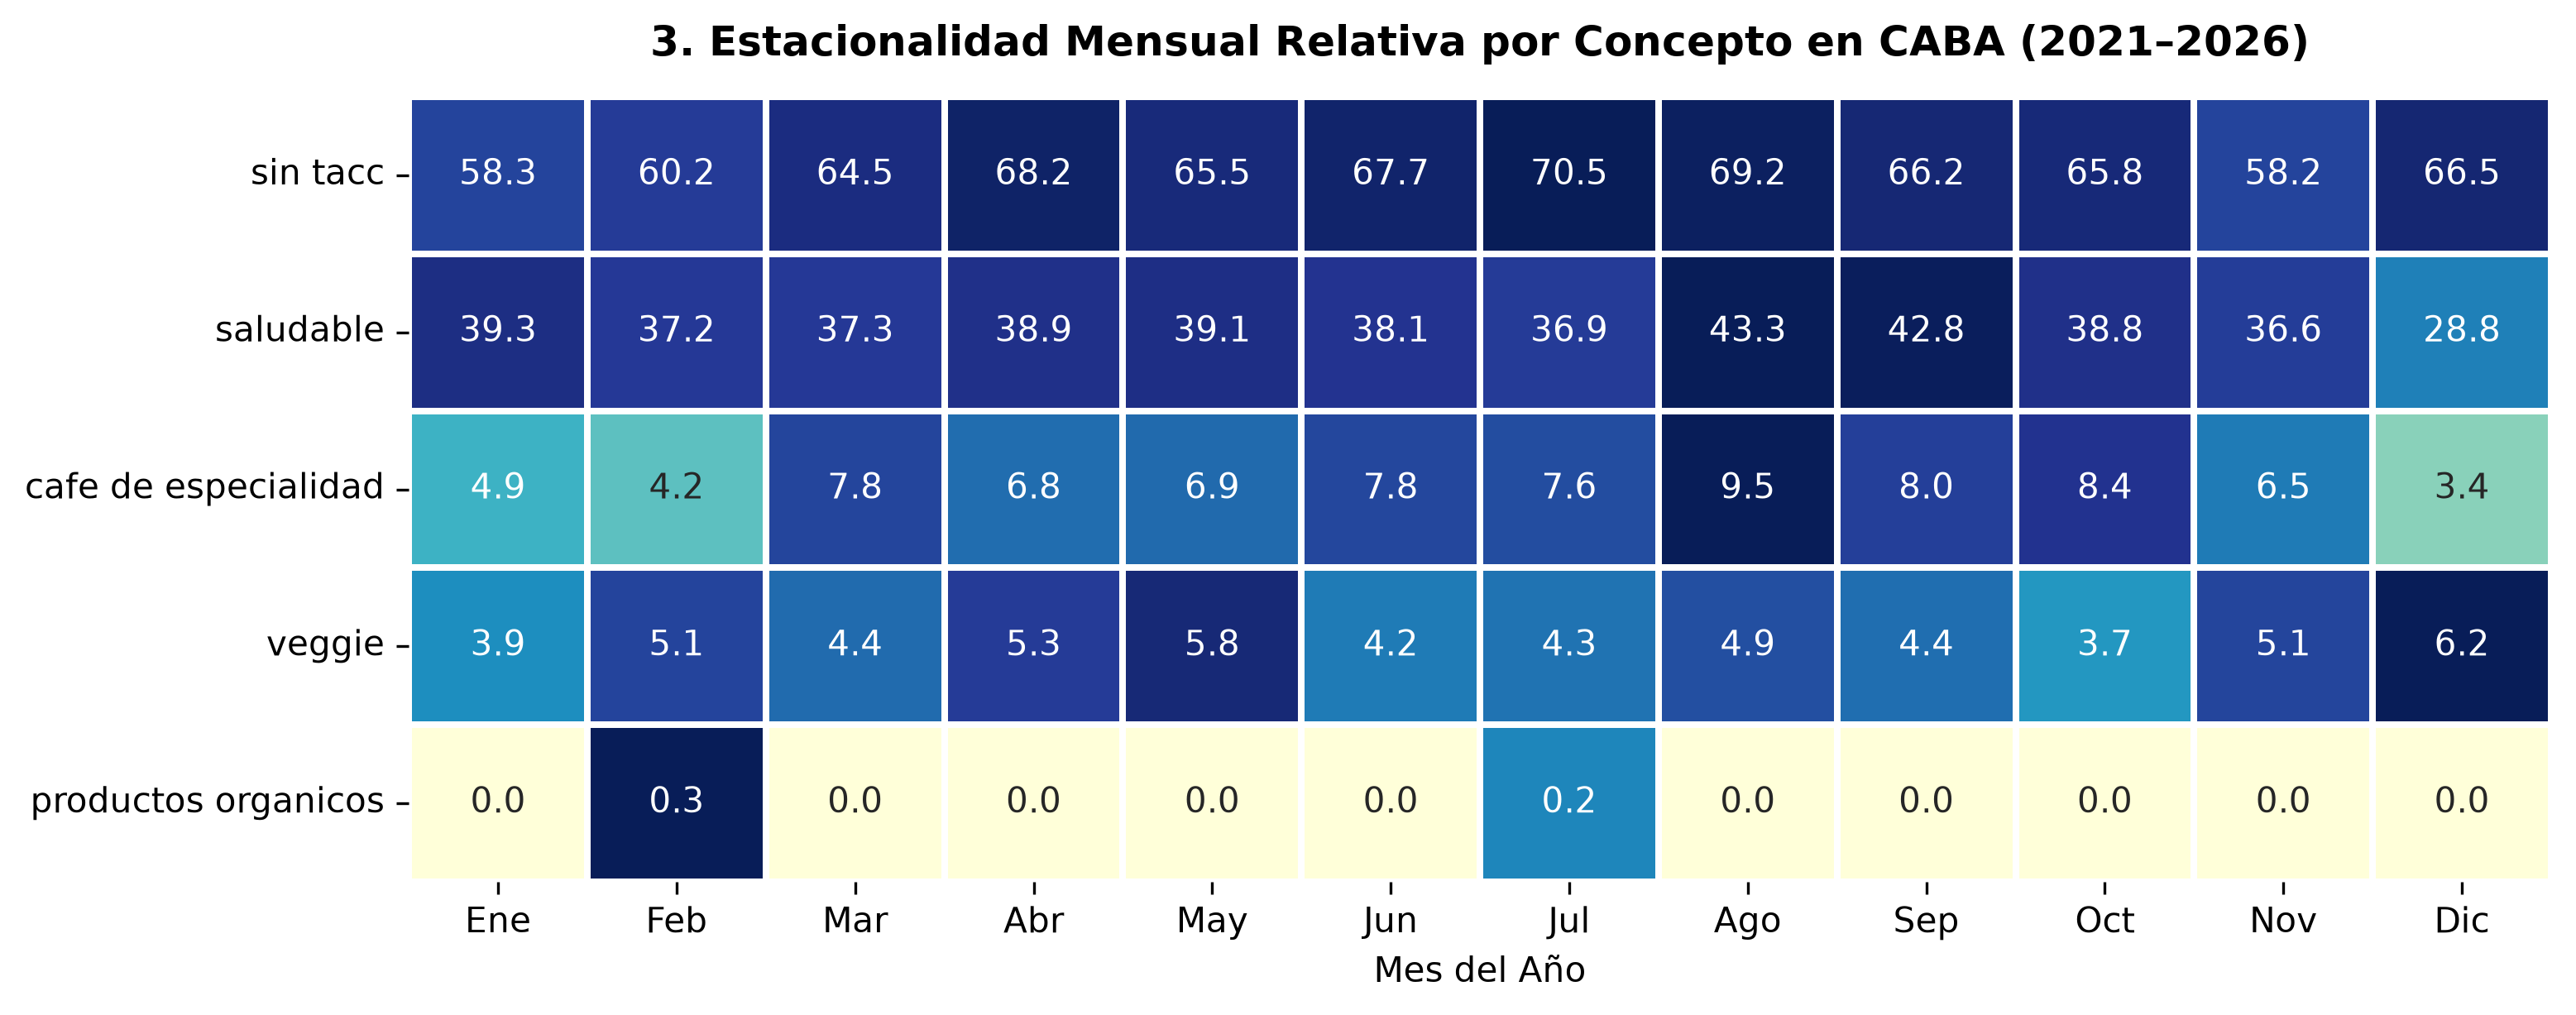 3. Estacionalidad Mensual Relativa por Concepto en CABA (2021–2026)
sin tacc 58.3 60.2 64.5 68.2 65.5 67.7 70.5 69.2 66.2 65.8 58.2 66.5
saludable 39.3 37.2 37.3 38.9 39.1 38.1 36.9 43.3 42.8 38.8 36.6 28.8
cafe de especialidad 4.9 4.2 7.8 6.8 6.9 7.8 7.6 9.5 8.0 8.4 6.5 3.4
veggie 3.9 5.1 4.4 5.3 5.8 4.2 4.3 4.9 4.4 3.7 5.1 6.2
productos organicos 0.0 0.3 0.0 0.0 0.0 0.0 0.2 0.0 0.0 0.0 0.0 0.0
Ene Feb Mar Abr May Jun Jul Ago Sep Oct Nov Dic
Mes del Año